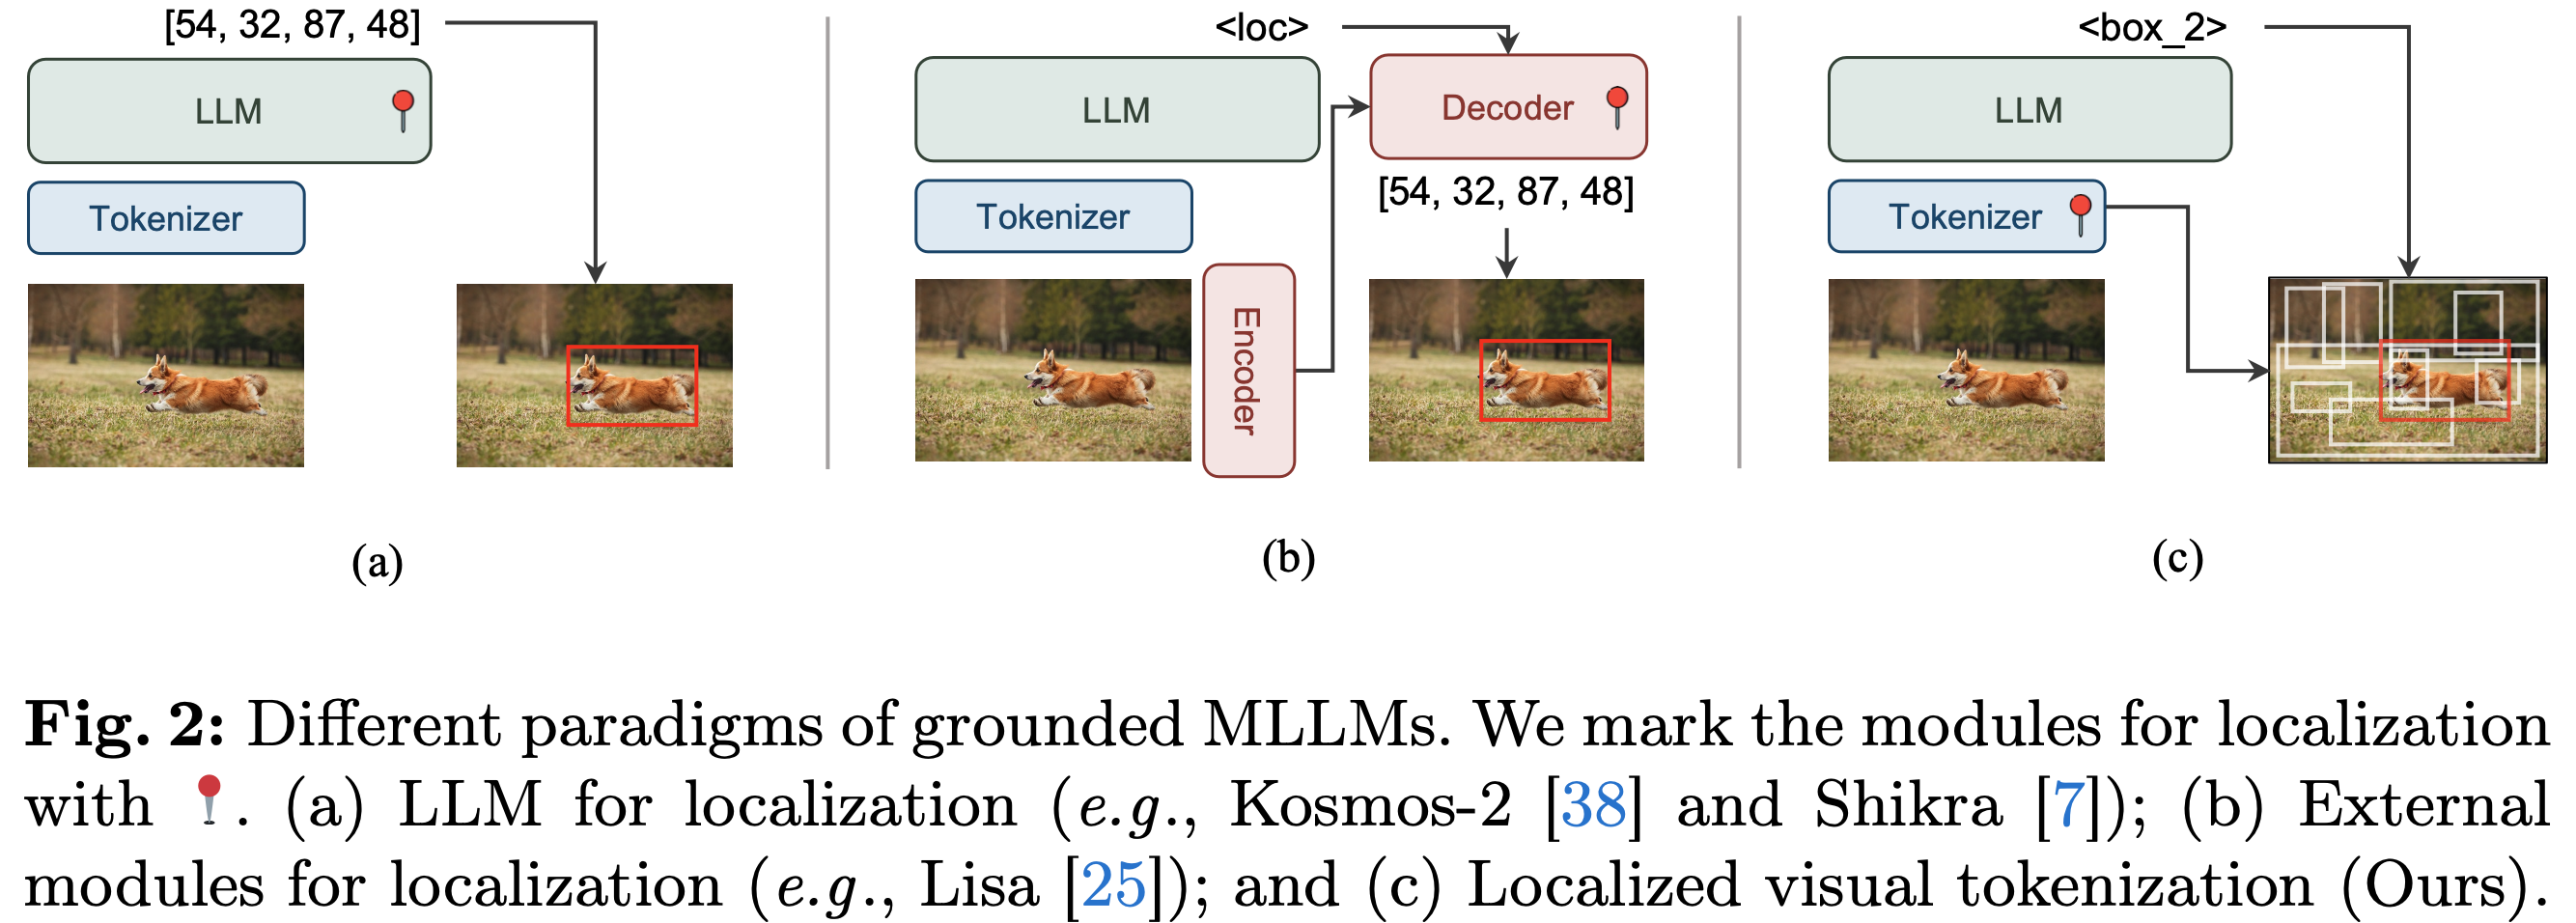 [54, 32, 87, 48]
LLM
Tokenizer
(a)
<loc>
LLM
Decoder
Tokenizer
[54, 32, 87, 48]
Encoder
(b)
<box_2>
LLM
Tokenizer
(c)
Fig. 2: Different paradigms of grounded MLLMs. We mark the modules for localization
with 📍. (a) LLM for localization (e.g., Kosmos-2 [38] and Shikra [7]); (b) External
modules for localization (e.g., Lisa [25]); and (c) Localized visual tokenization (Ours).